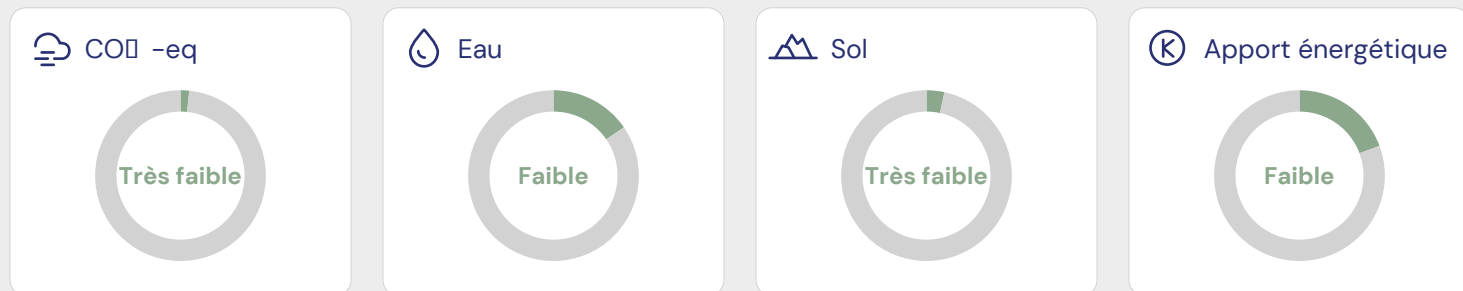 CO▯ -eq
Eau
Sol
Apport énergétique
Très faible
Faible
Très faible
Faible